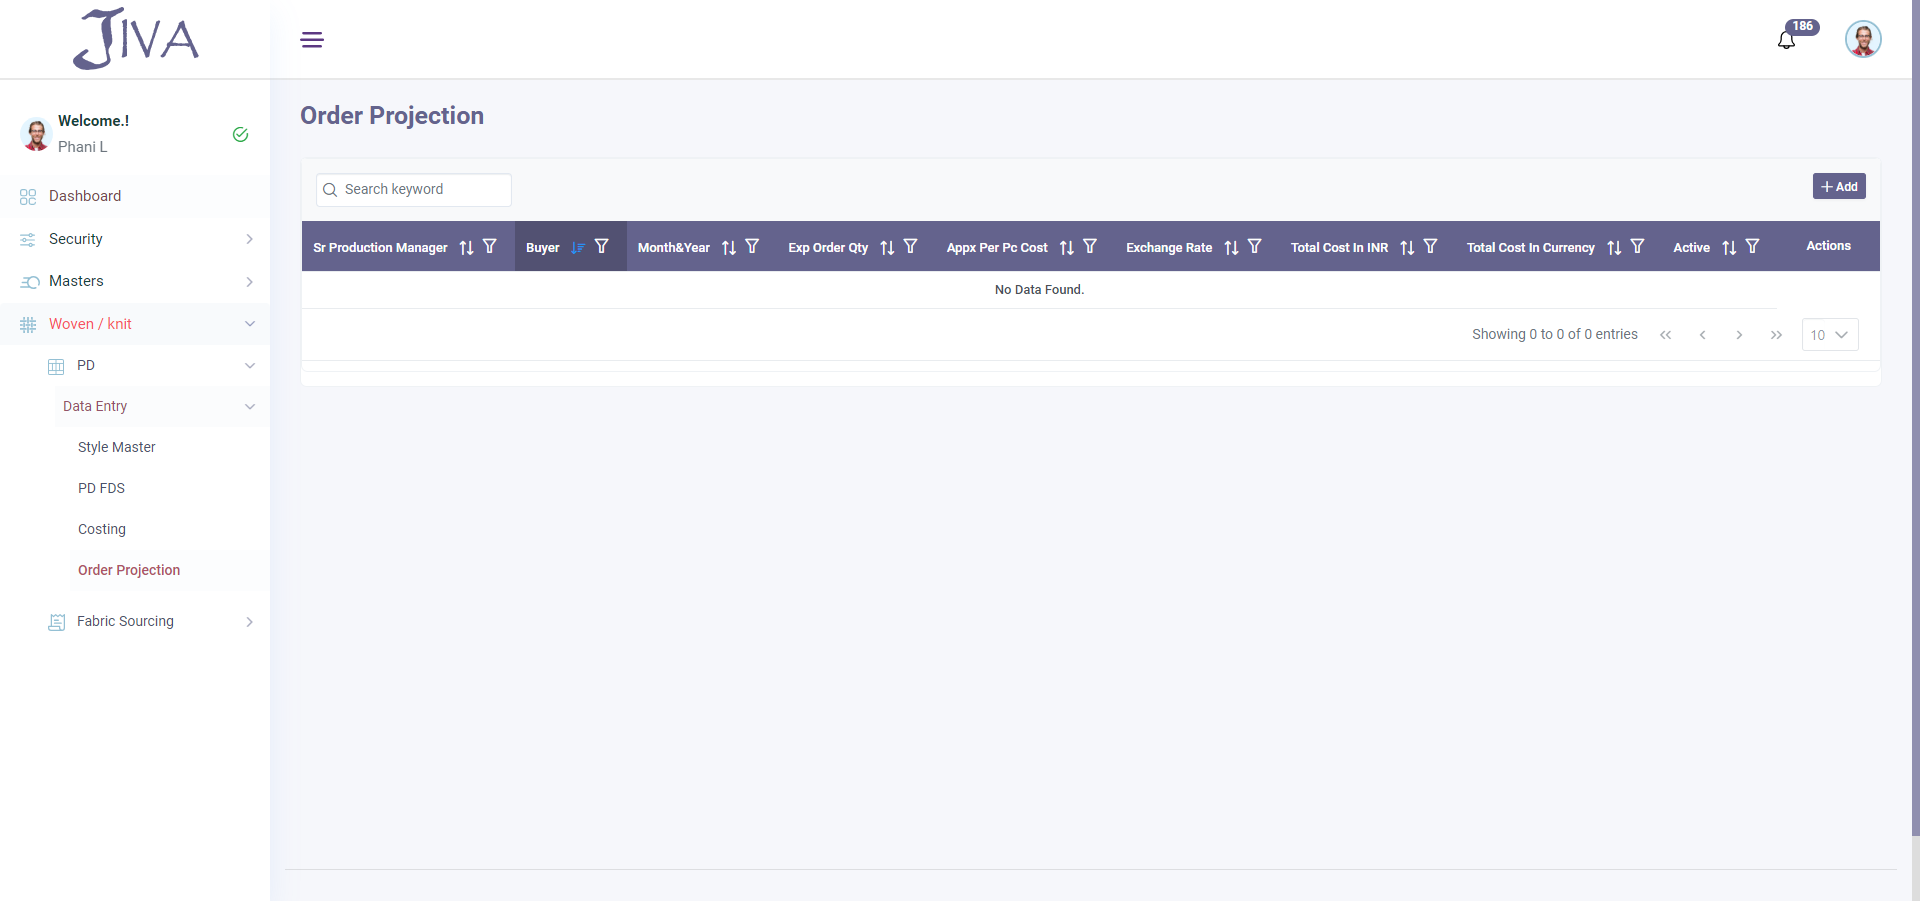 JIVA
186
Welcome.!
Phani L
Dashboard
Security
Masters
Woven / knit
PD
Data Entry
Style Master
PD FDS
Costing
Order Projection
Fabric Sourcing
Order Projection
Search keyword
Add
Sr Production Manager Buyer Month&Year Exp Order Qty Appx Per Pc Cost Exchange Rate Total Cost In INR Total Cost In Currency Active Actions
No Data Found.
Showing 0 to 0 of 0 entries 10